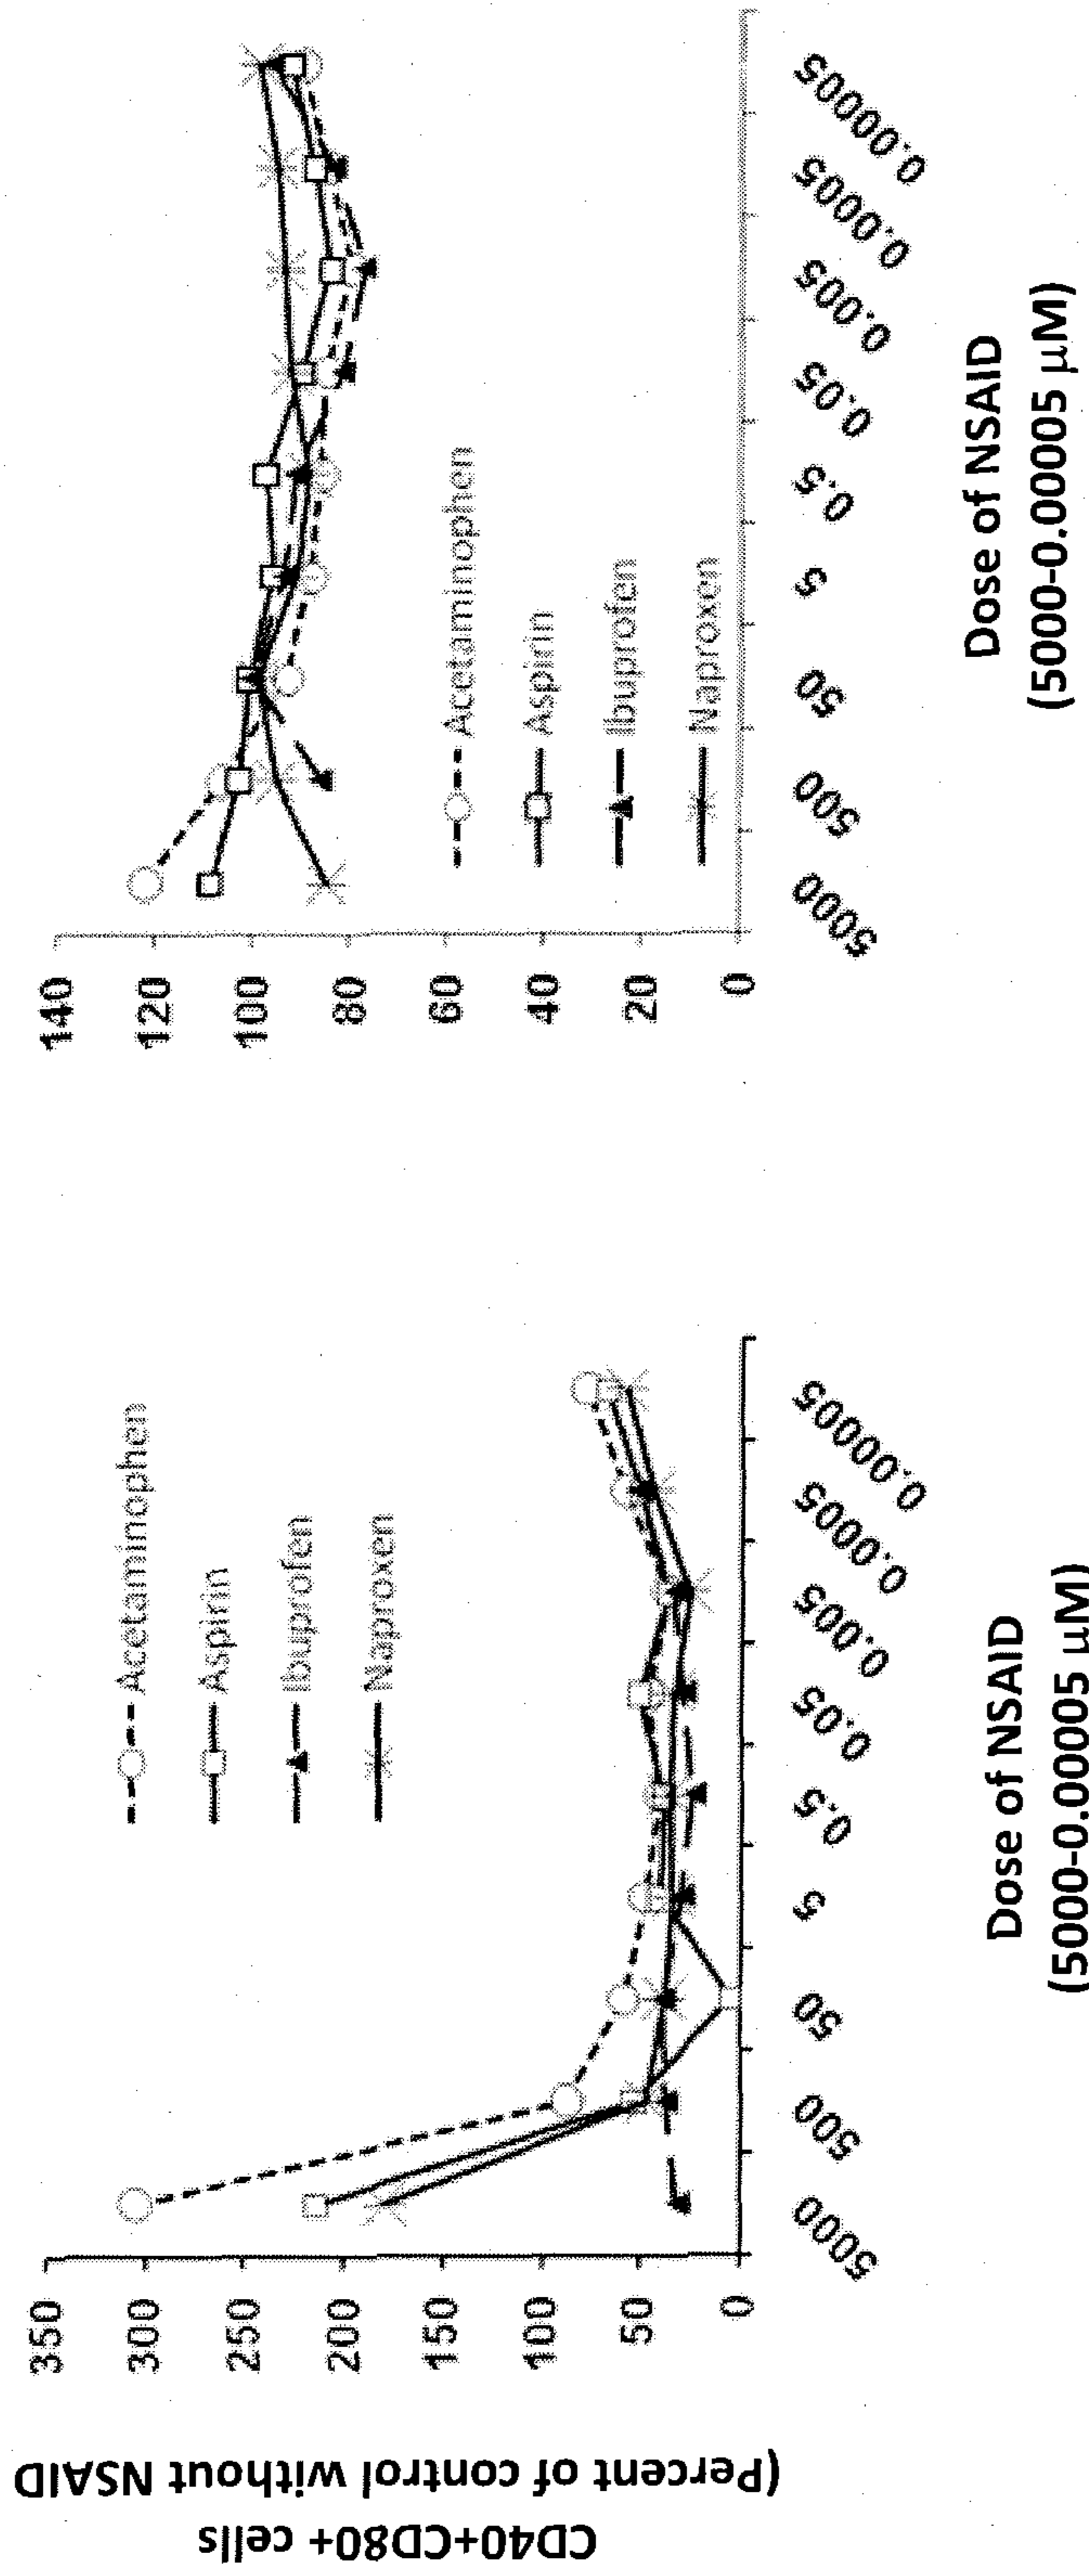 CD40+CD80+ cells
(Percent of control without NSAID
350
300
250
200
150
100
50
0
Acetaminophen
Aspirin
Ibuprofen
Naproxen
5000
500
50
5
0.5
0.05
0.005
0.0005
0.00005
Dose of NSAID
(5000-0.00005 µM)
140
120
100
80
60
40
20
0
Acetaminophen
Aspirin
Ibuprofen
Naproxen
5000
500
50
5
0.5
0.05
0.005
0.0005
0.00005
Dose of NSAID
(5000-0.00005 µM)